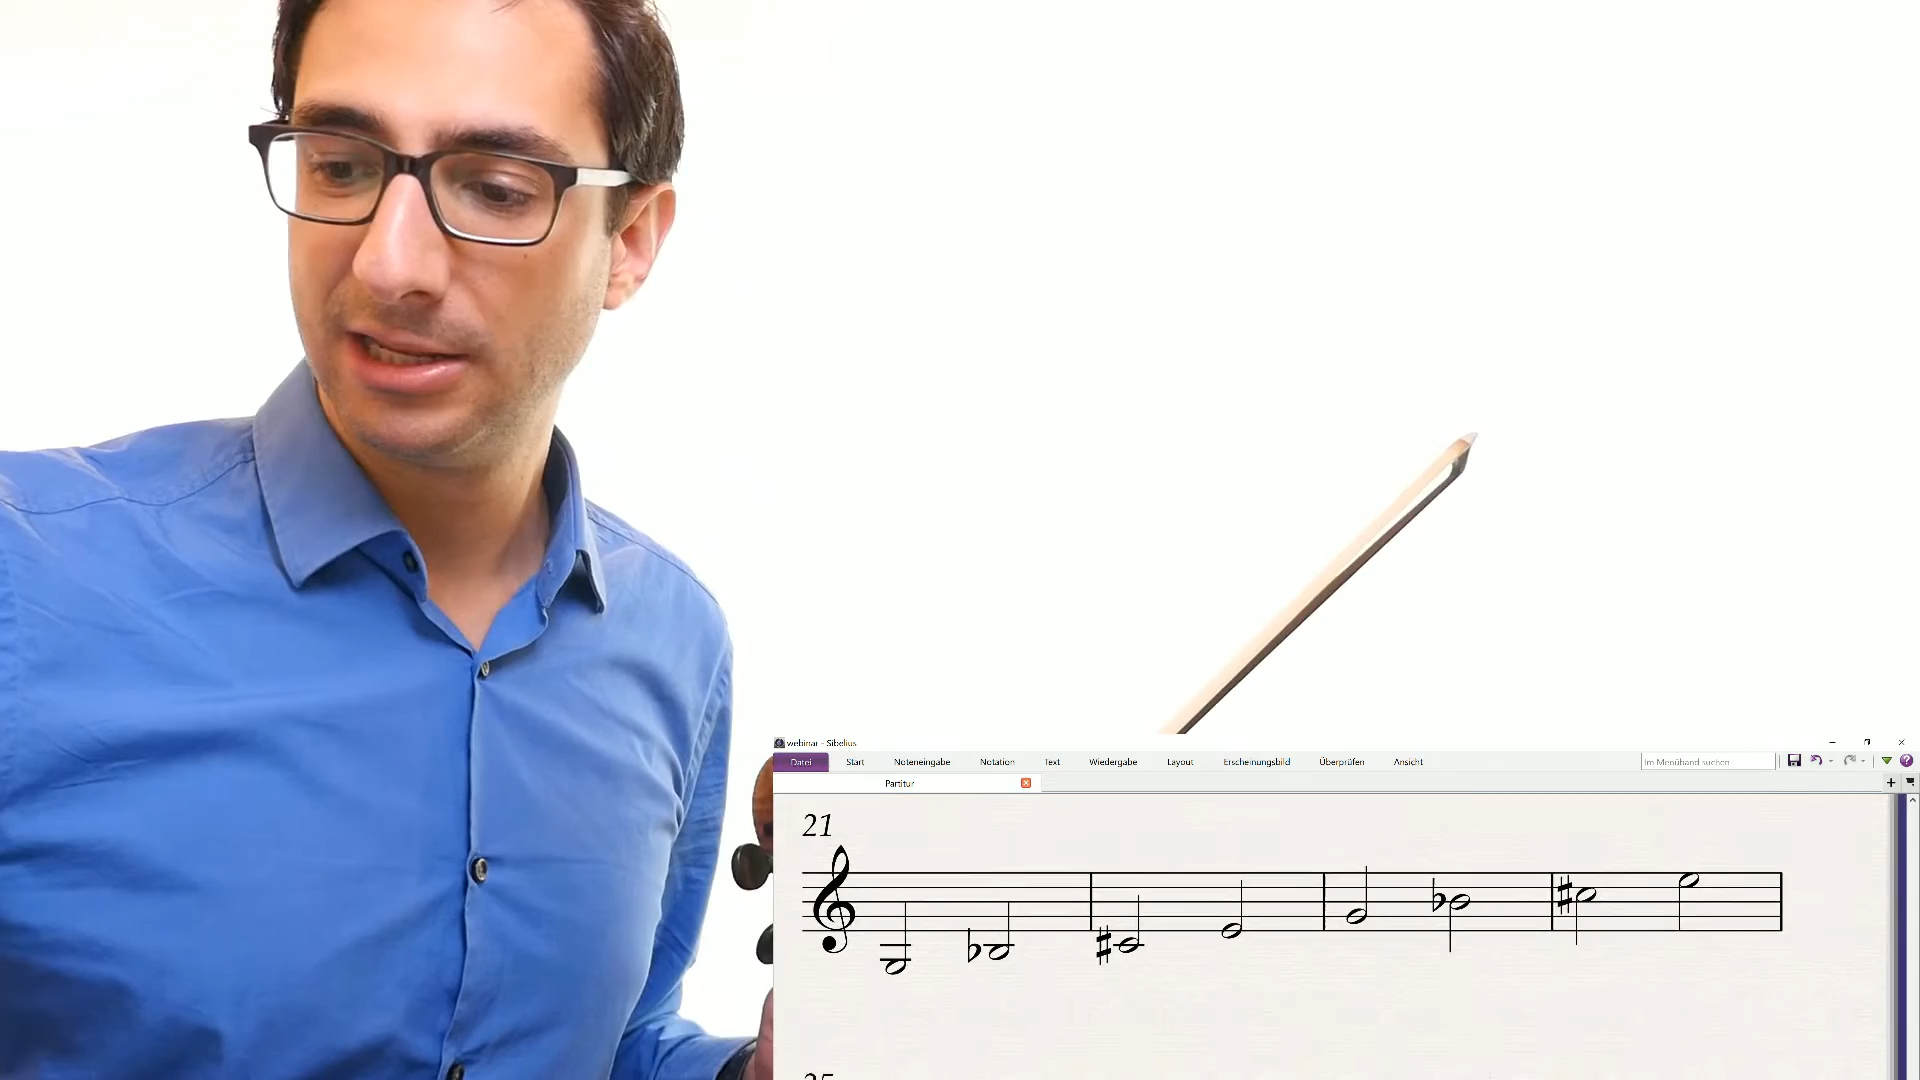 webinar - Sibelius
Datei Start Noteneingabe Notation Text Wiedergabe Layout Erscheinungsbild Überprüfen Ansicht Im Menüband suchen
Partitur
21